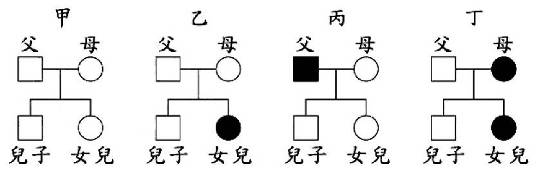 甲 乙 丙 丁
父 母 父 母 父 母 父 母
兒子 女兒 兒子 女兒 兒子 女兒 兒子 女兒